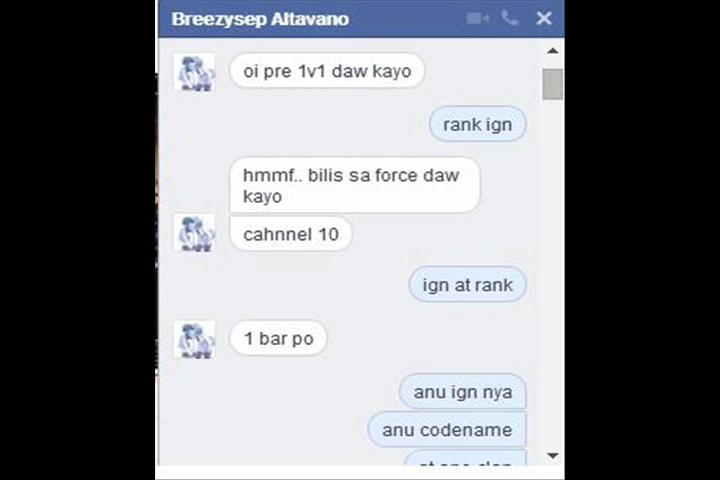 Breezysep Altavano
oi pre 1v1 daw kayo
rank ign
hmmf.. bilis sa force daw
kayo
cahnnel 10
ign at rank
1 bar po
anu ign nya
anu codename